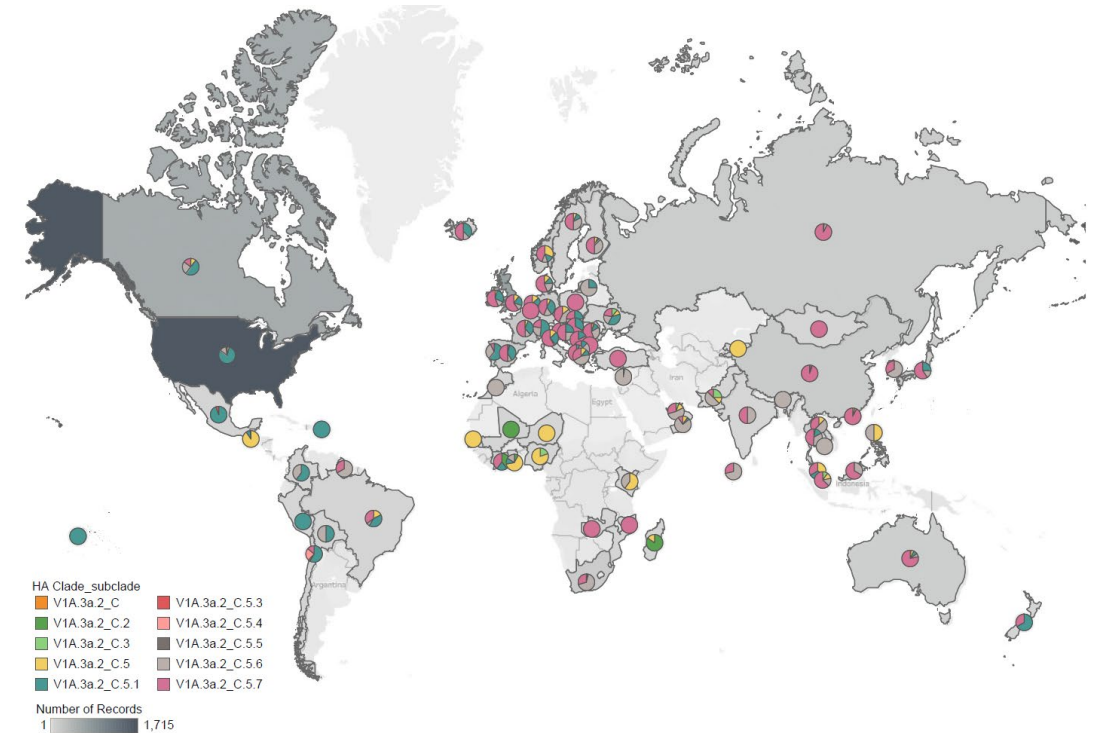 Algeria
Egypt
Iran
Indonesia
Argentina
HA Clade_subclade
V1A.3a.2_C
V1A.3a.2_C.2
V1A.3a.2_C.3
V1A.3a.2_C.5
V1A.3a.2_C.5.1
V1A.3a.2_C.5.3
V1A.3a.2_C.5.4
V1A.3a.2_C.5.5
V1A.3a.2_C.5.6
V1A.3a.2_C.5.7
Number of Records
1 1,715